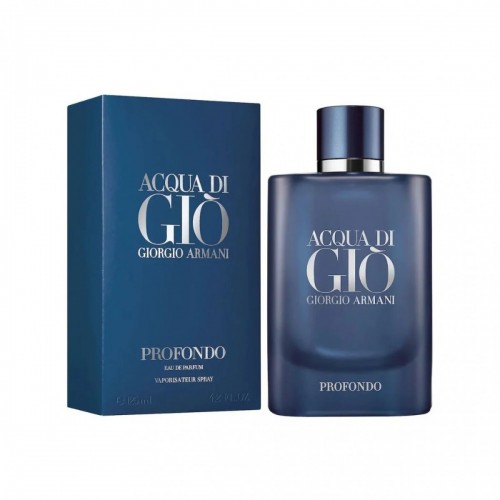 ACQUA DI
GIÒ
GIORGIO ARMANI
PROFONDO
EAU DE PARFUM
VAPORISATEUR SPRAY
ACQUA DI
GIÒ
GIORGIO ARMANI
PROFONDO